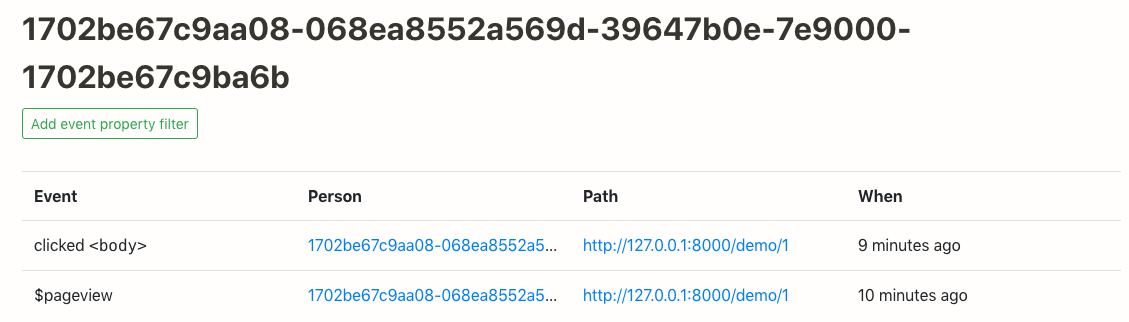 1702be67c9aa08-068ea8552a569d-39647b0e-7e9000-
1702be67c9ba6b
Add event property filter
Event Person Path When
clicked <body> 1702be67c9aa08-068ea8552a5... http://127.0.0.1:8000/demo/1 9 minutes ago
$pageview 1702be67c9aa08-068ea8552a5... http://127.0.0.1:8000/demo/1 10 minutes ago